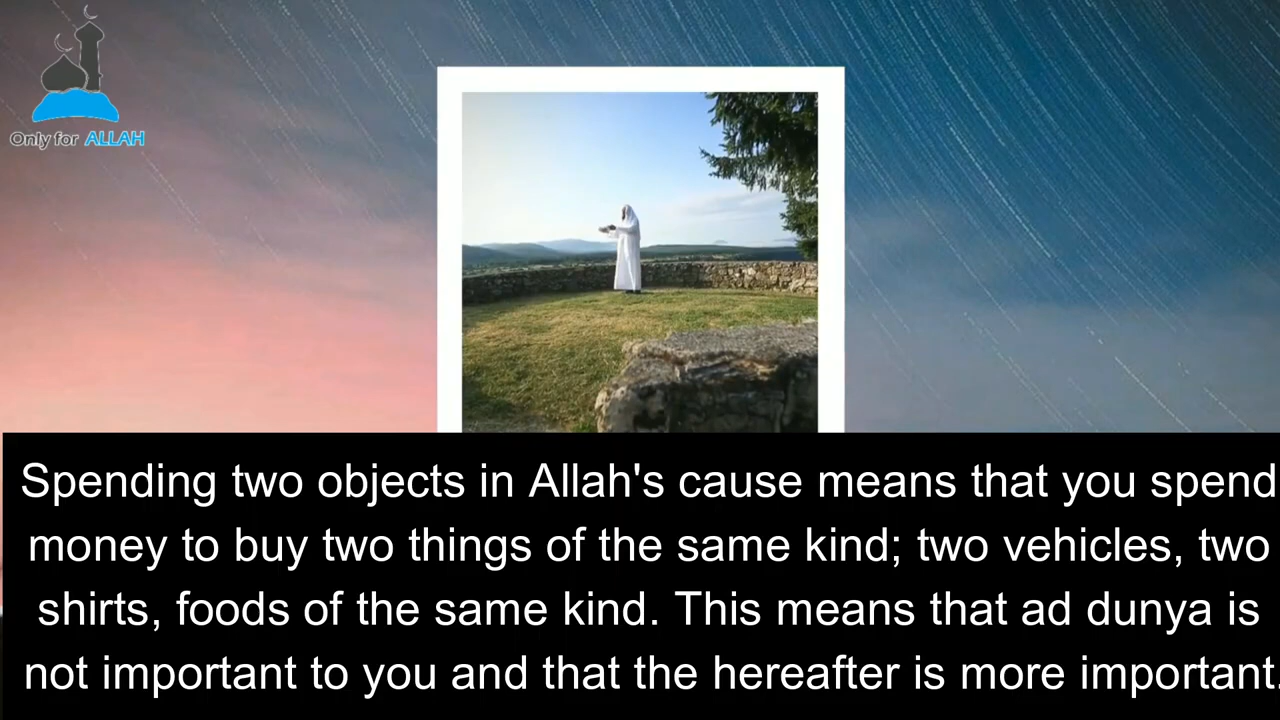 Only for ALLAH
Spending two objects in Allah's cause means that you spend
money to buy two things of the same kind; two vehicles, two
shirts, foods of the same kind. This means that ad dunya is
not important to you and that the hereafter is more important.